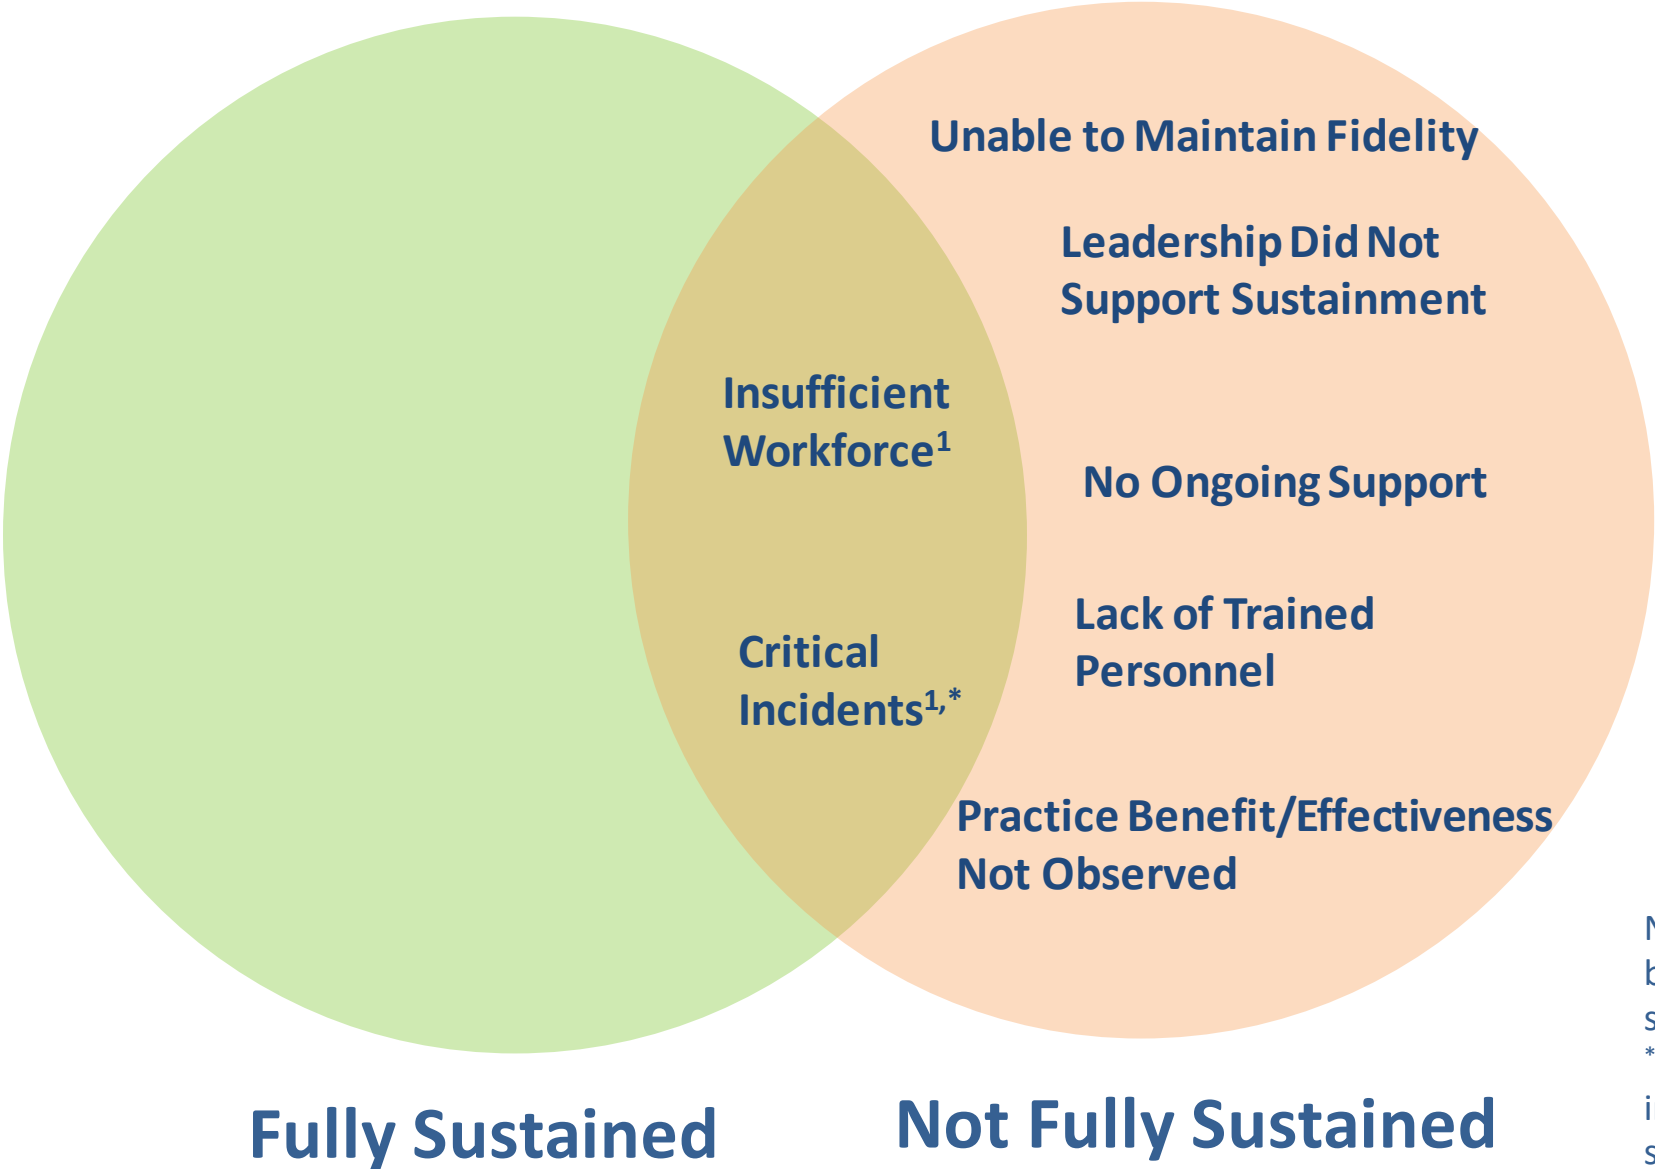 Unable to Maintain Fidelity
Leadership Did Not
Support Sustainment
Insufficient
Workforce¹
No Ongoing Support
Lack of Trained
Personnel
Critical
Incidents¹,*
Practice Benefit/Effectiveness
Not Observed
Fully Sustained
Not Fully Sustained